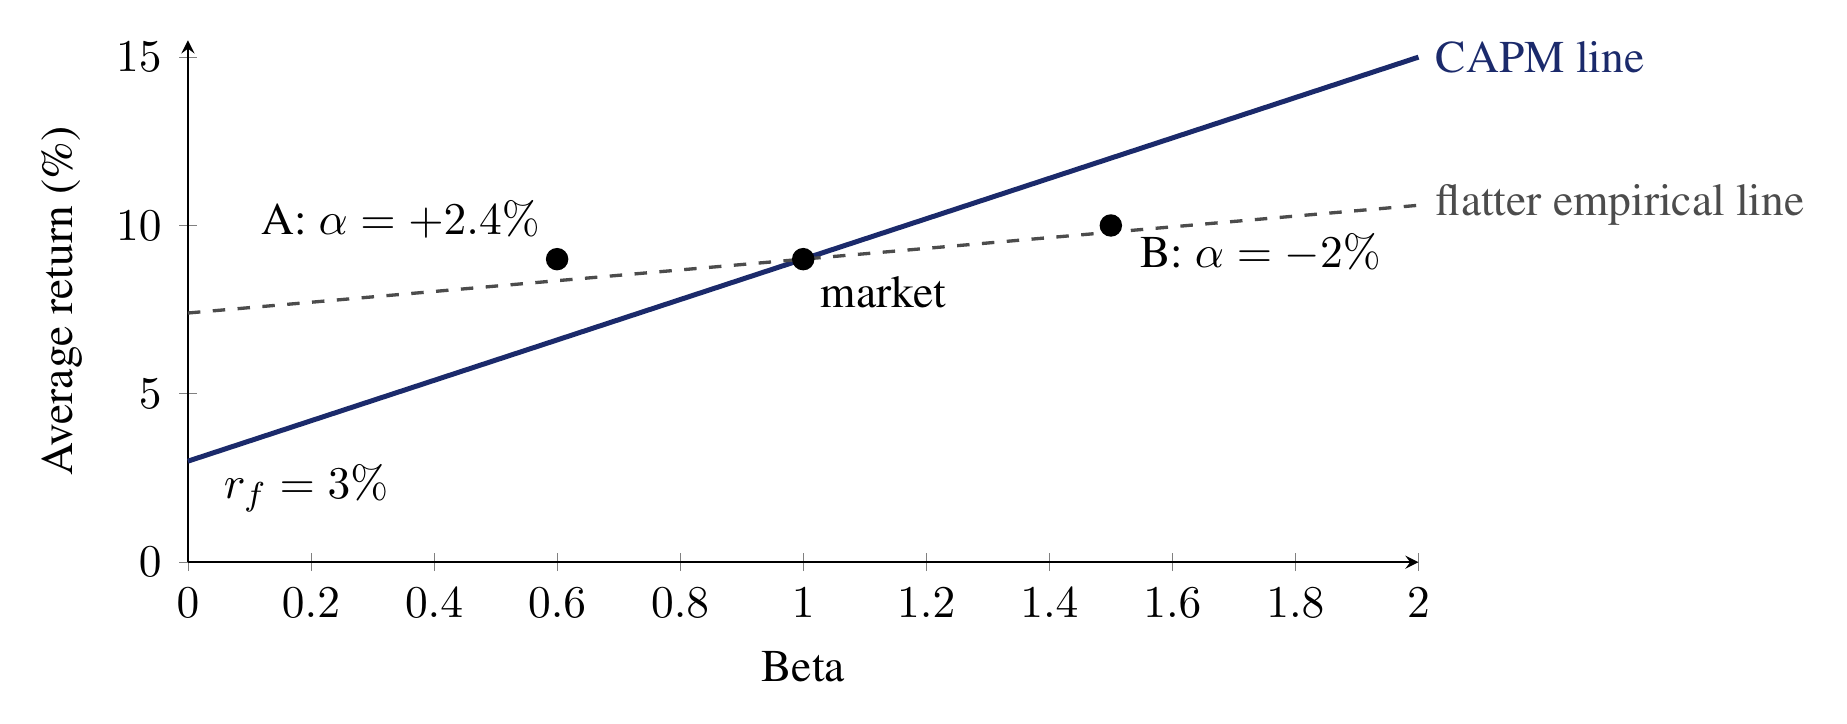 15
CAPM line
Average return (%)
A: α = +2.4%
10
flatter empirical line
B: α = −2%
market
5
r_f = 3%
0
0 0.2 0.4 0.6 0.8 1 1.2 1.4 1.6 1.8 2
Beta